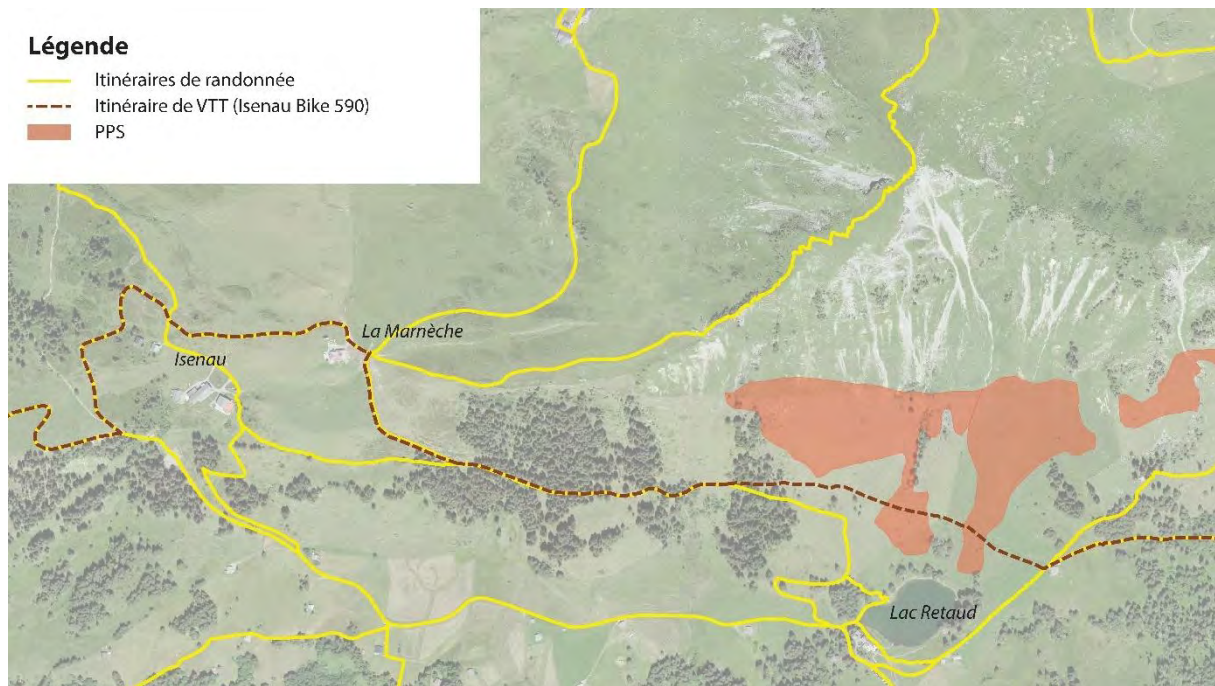 Légende
Itinéraires de randonnée
Itinéraire de VTT (Isenau Bike 590)
PPS
La Marnèche
Isenau
Lac Retaud